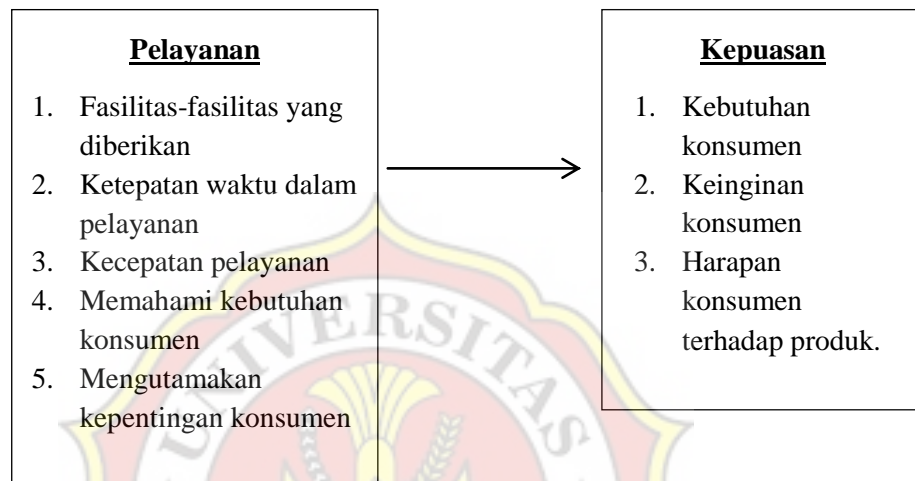 Pelayanan
1. Fasilitas-fasilitas yang
diberikan
2. Ketepatan waktu dalam
pelayanan
3. Kecepatan pelayanan
4. Memahami kebutuhan
konsumen
5. Mengutamakan
kepentingan konsumen
Kepuasan
1. Kebutuhan
konsumen
2. Keinginan
konsumen
3. Harapan
konsumen
terhadap produk.
UNIVERSITAS